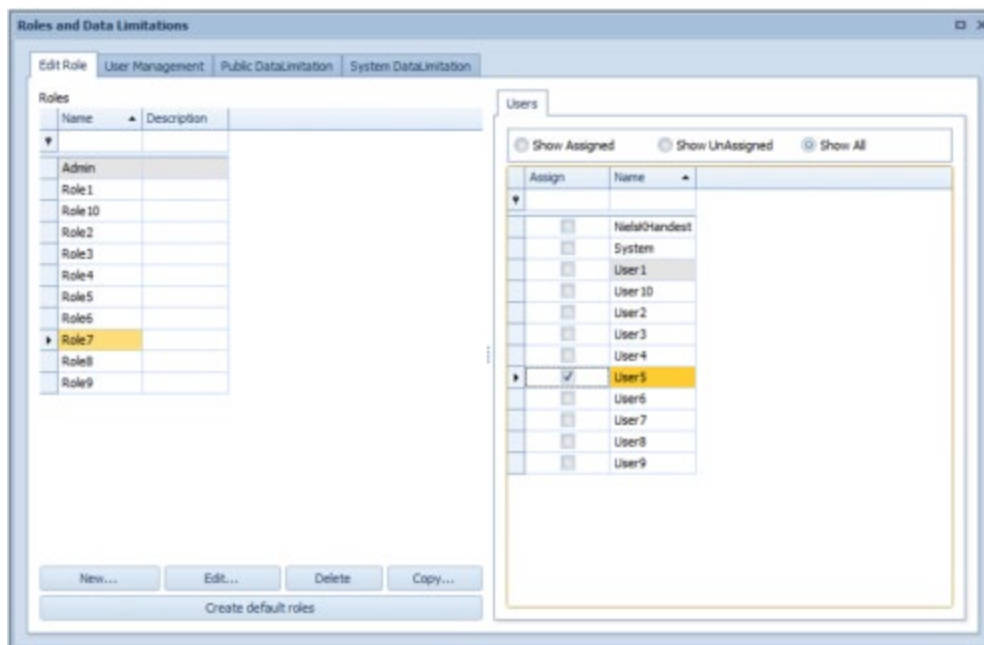 Roles and Data Limitations
Edit Role User Management Public DataLimitation System DataLimitation
Roles
Name Description
Admin
Role1
Role10
Role2
Role3
Role4
Role5
Role6
Role7
Role8
Role9
New... Edit... Delete Copy...
Create default roles
Users
Show Assigned Show UnAssigned Show All
Assign Name
NielsKHandest
System
User1
User10
User2
User3
User4
User5
User6
User7
User8
User9